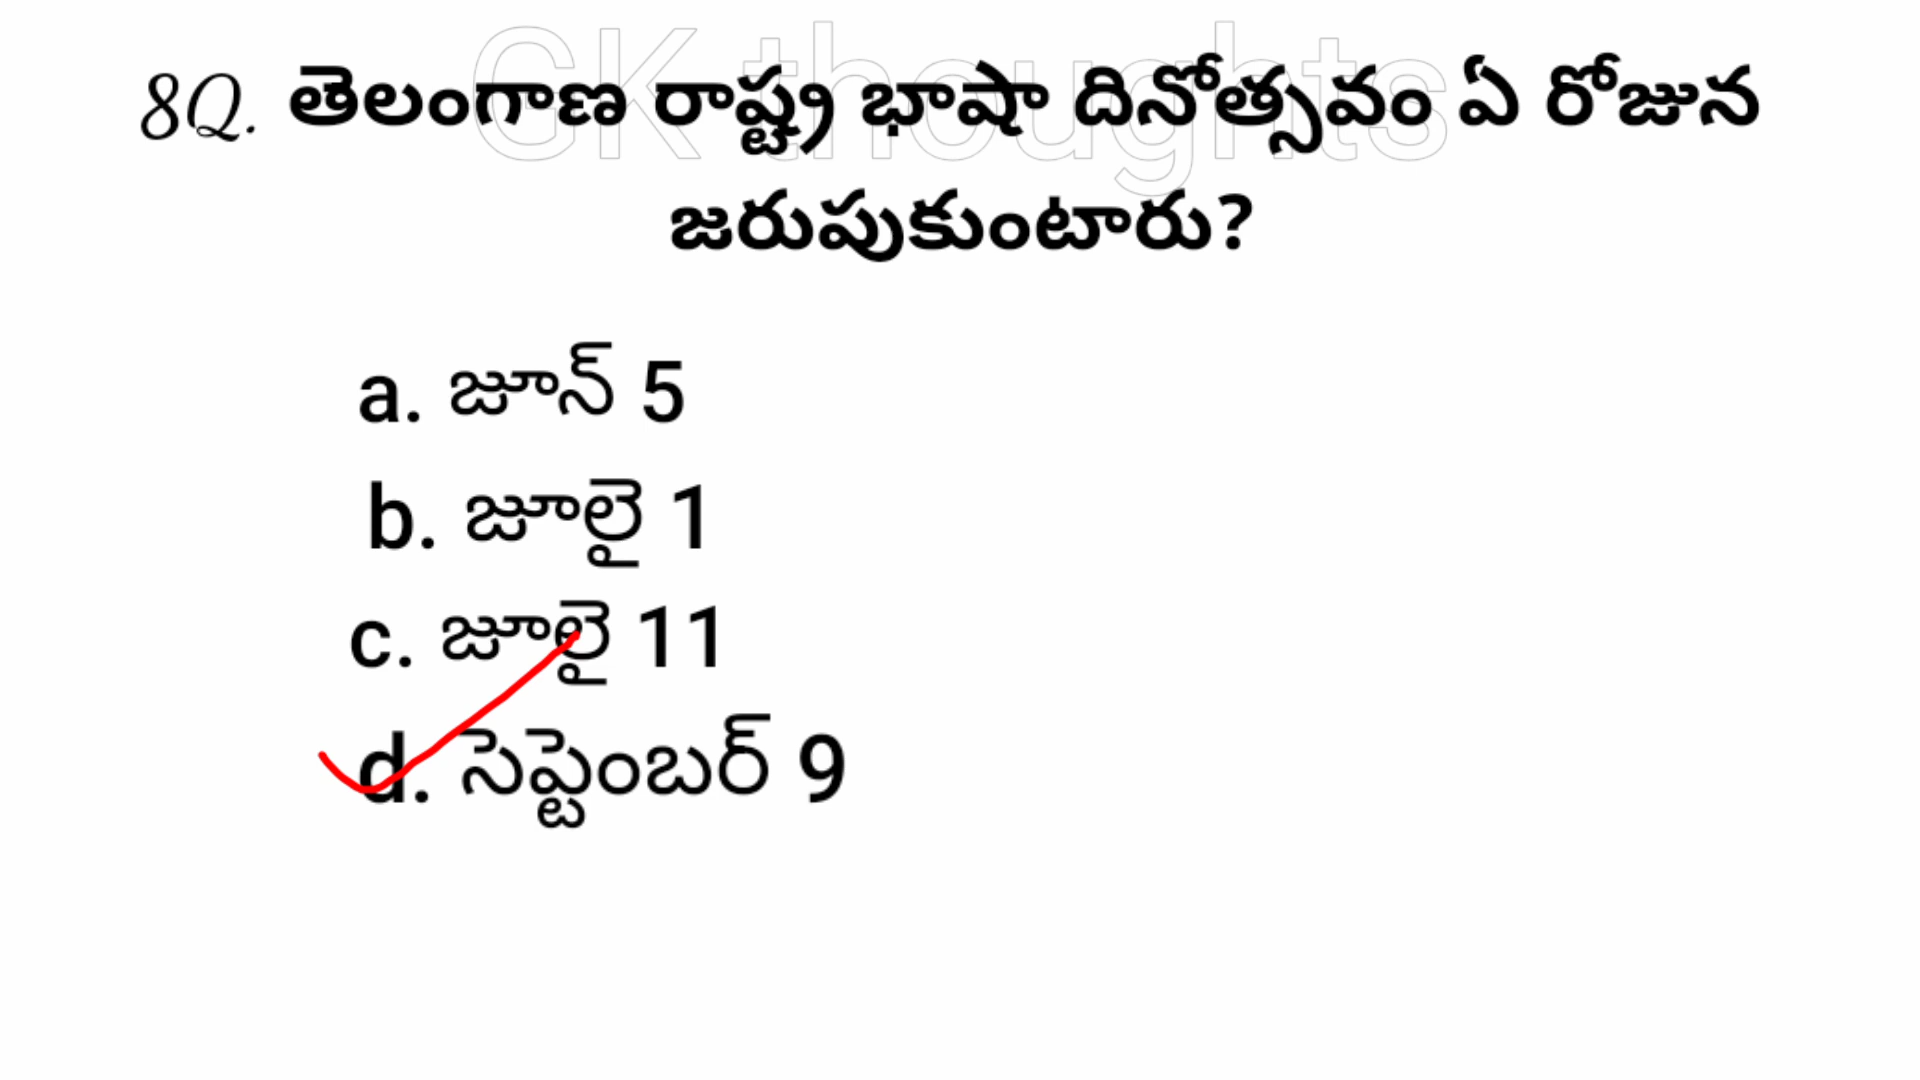 GK thoughts
8Q. తెలంగాణ రాష్ట్ర భాషా దినోత్సవం ఏ రోజున
జరుపుకుంటారు?
a. జూన్ 5
b. జూలై 1
c. జూలై 11
d. సెప్టెంబర్ 9